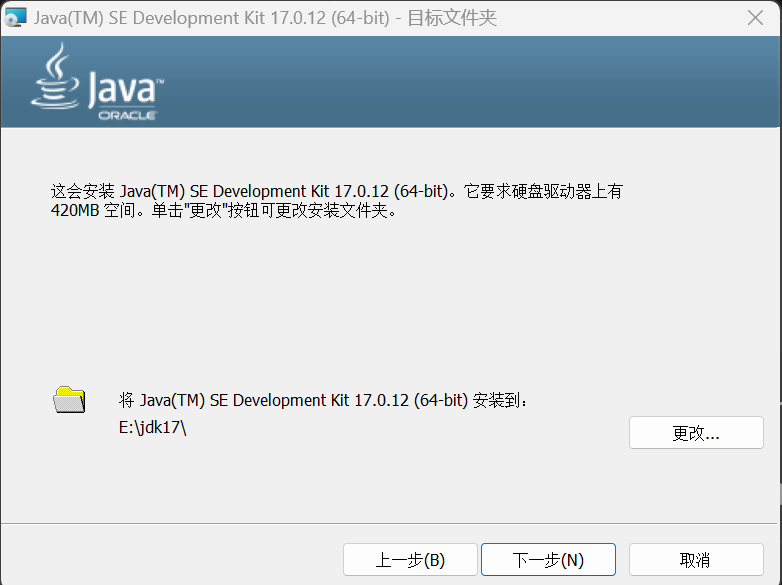 Java(TM) SE Development Kit 17.0.12 (64-bit) - 目标文件夹
Java™
ORACLE
这会安装 Java(TM) SE Development Kit 17.0.12 (64-bit)。它要求硬盘驱动器上有
420MB 空间。单击"更改"按钮可更改安装文件夹。
将 Java(TM) SE Development Kit 17.0.12 (64-bit) 安装到：
E:\jdk17\
更改...
上一步(B) 下一步(N) 取消